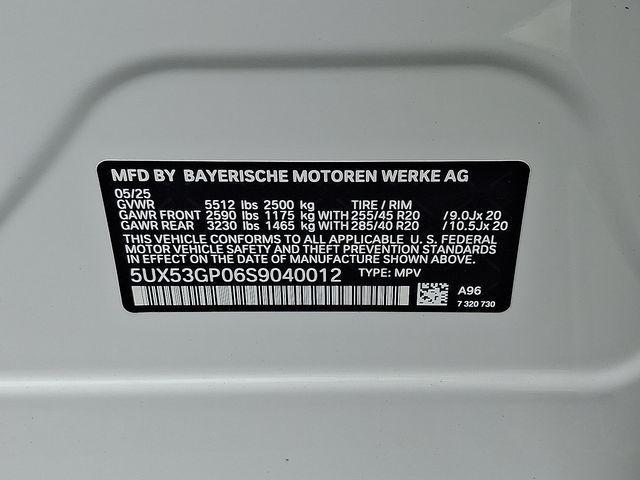 MFD BY BAYERISCHE MOTOREN WERKE AG
05/25
GVWR 5512 lbs 2500 kg TIRE / RIM
GAWR FRONT 2590 lbs 1175 kg WITH 255/45 R20 /9.0Jx 20
GAWR REAR 3230 lbs 1465 kg WITH 285/40 R20 /10.5Jx 20
THIS VEHICLE CONFORMS TO ALL APPLICABLE U. S. FEDERAL
MOTOR VEHICLE SAFETY AND THEFT PREVENTION STANDARDS
IN EFFECT ON THE DATE OF MANUFACTURE SHOWN ABOVE.
5UX53GP06S9040012 TYPE: MPV
A96
7 320 730